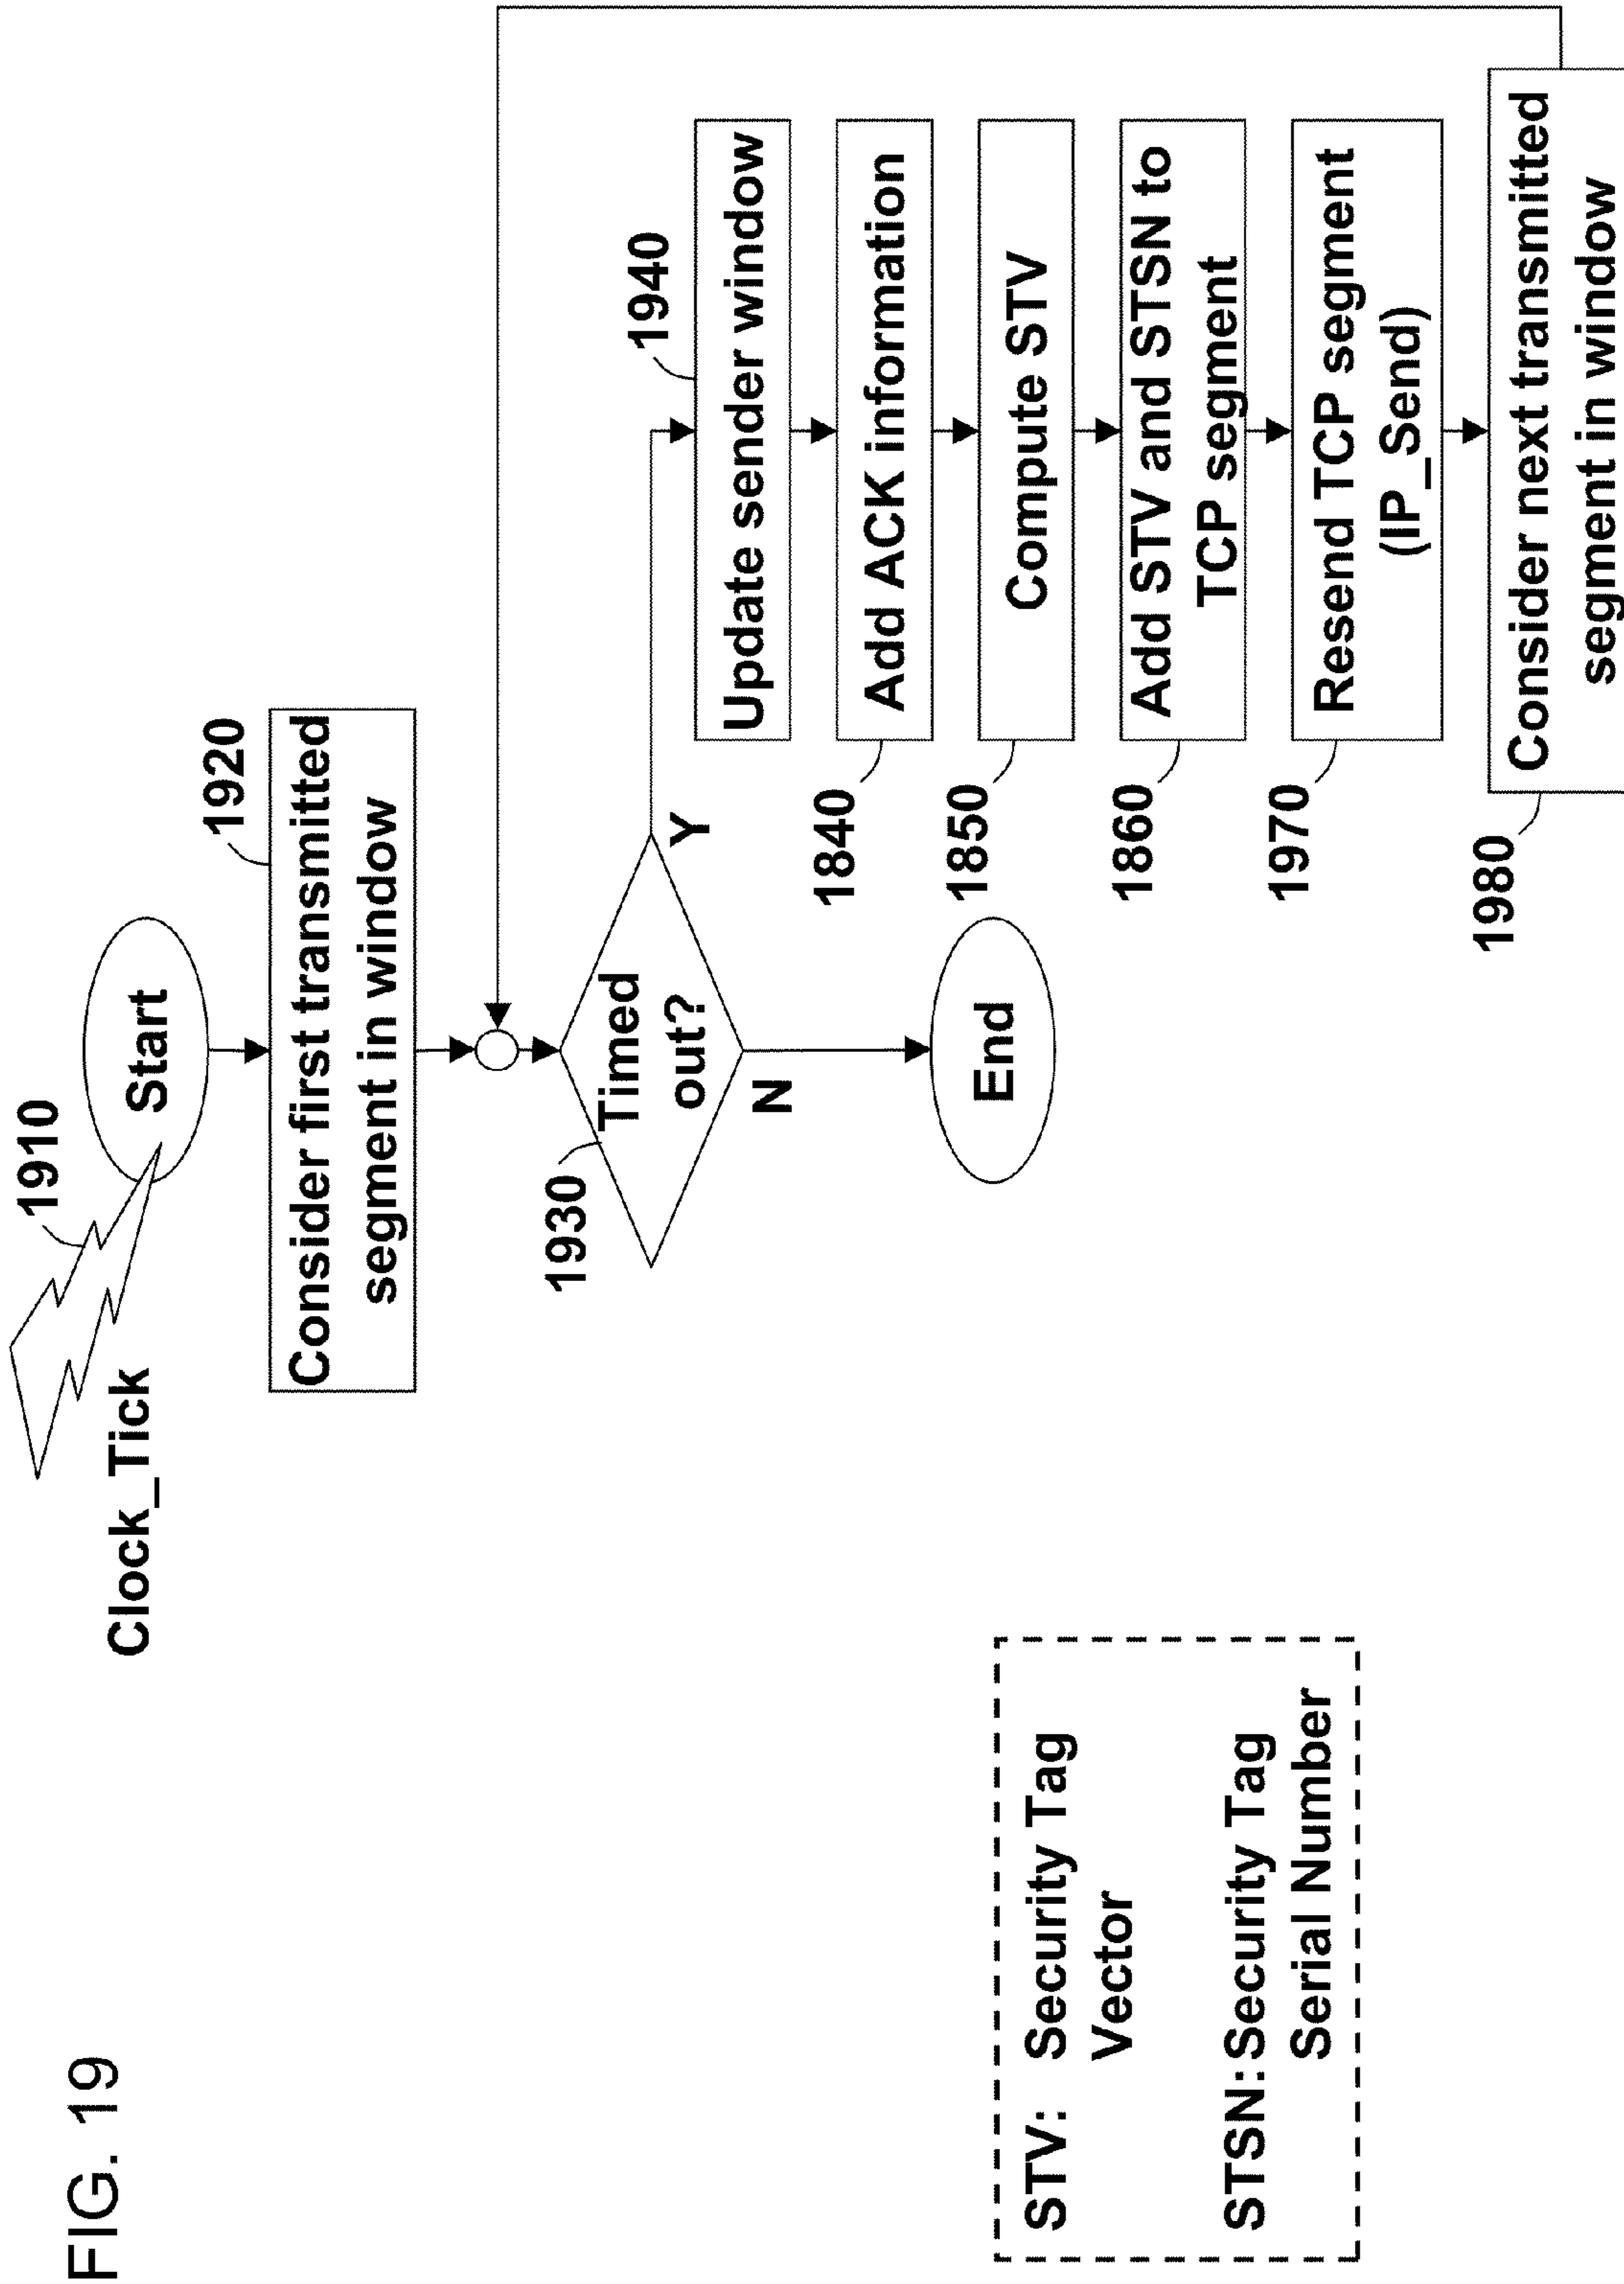 FIG. 19
Clock_Tick
1910
Start
1920
Consider first transmitted
segment in window
1930
Timed
out?
Y
N
End
1940
Update sender window
1840
Add ACK information
1850
Compute STV
1860
Add STV and STSN to
TCP segment
1970
Resend TCP segment
(IP_Send)
1980
Consider next transmitted
segment in window
STV: Security Tag
Vector
STSN:Security Tag
Serial Number